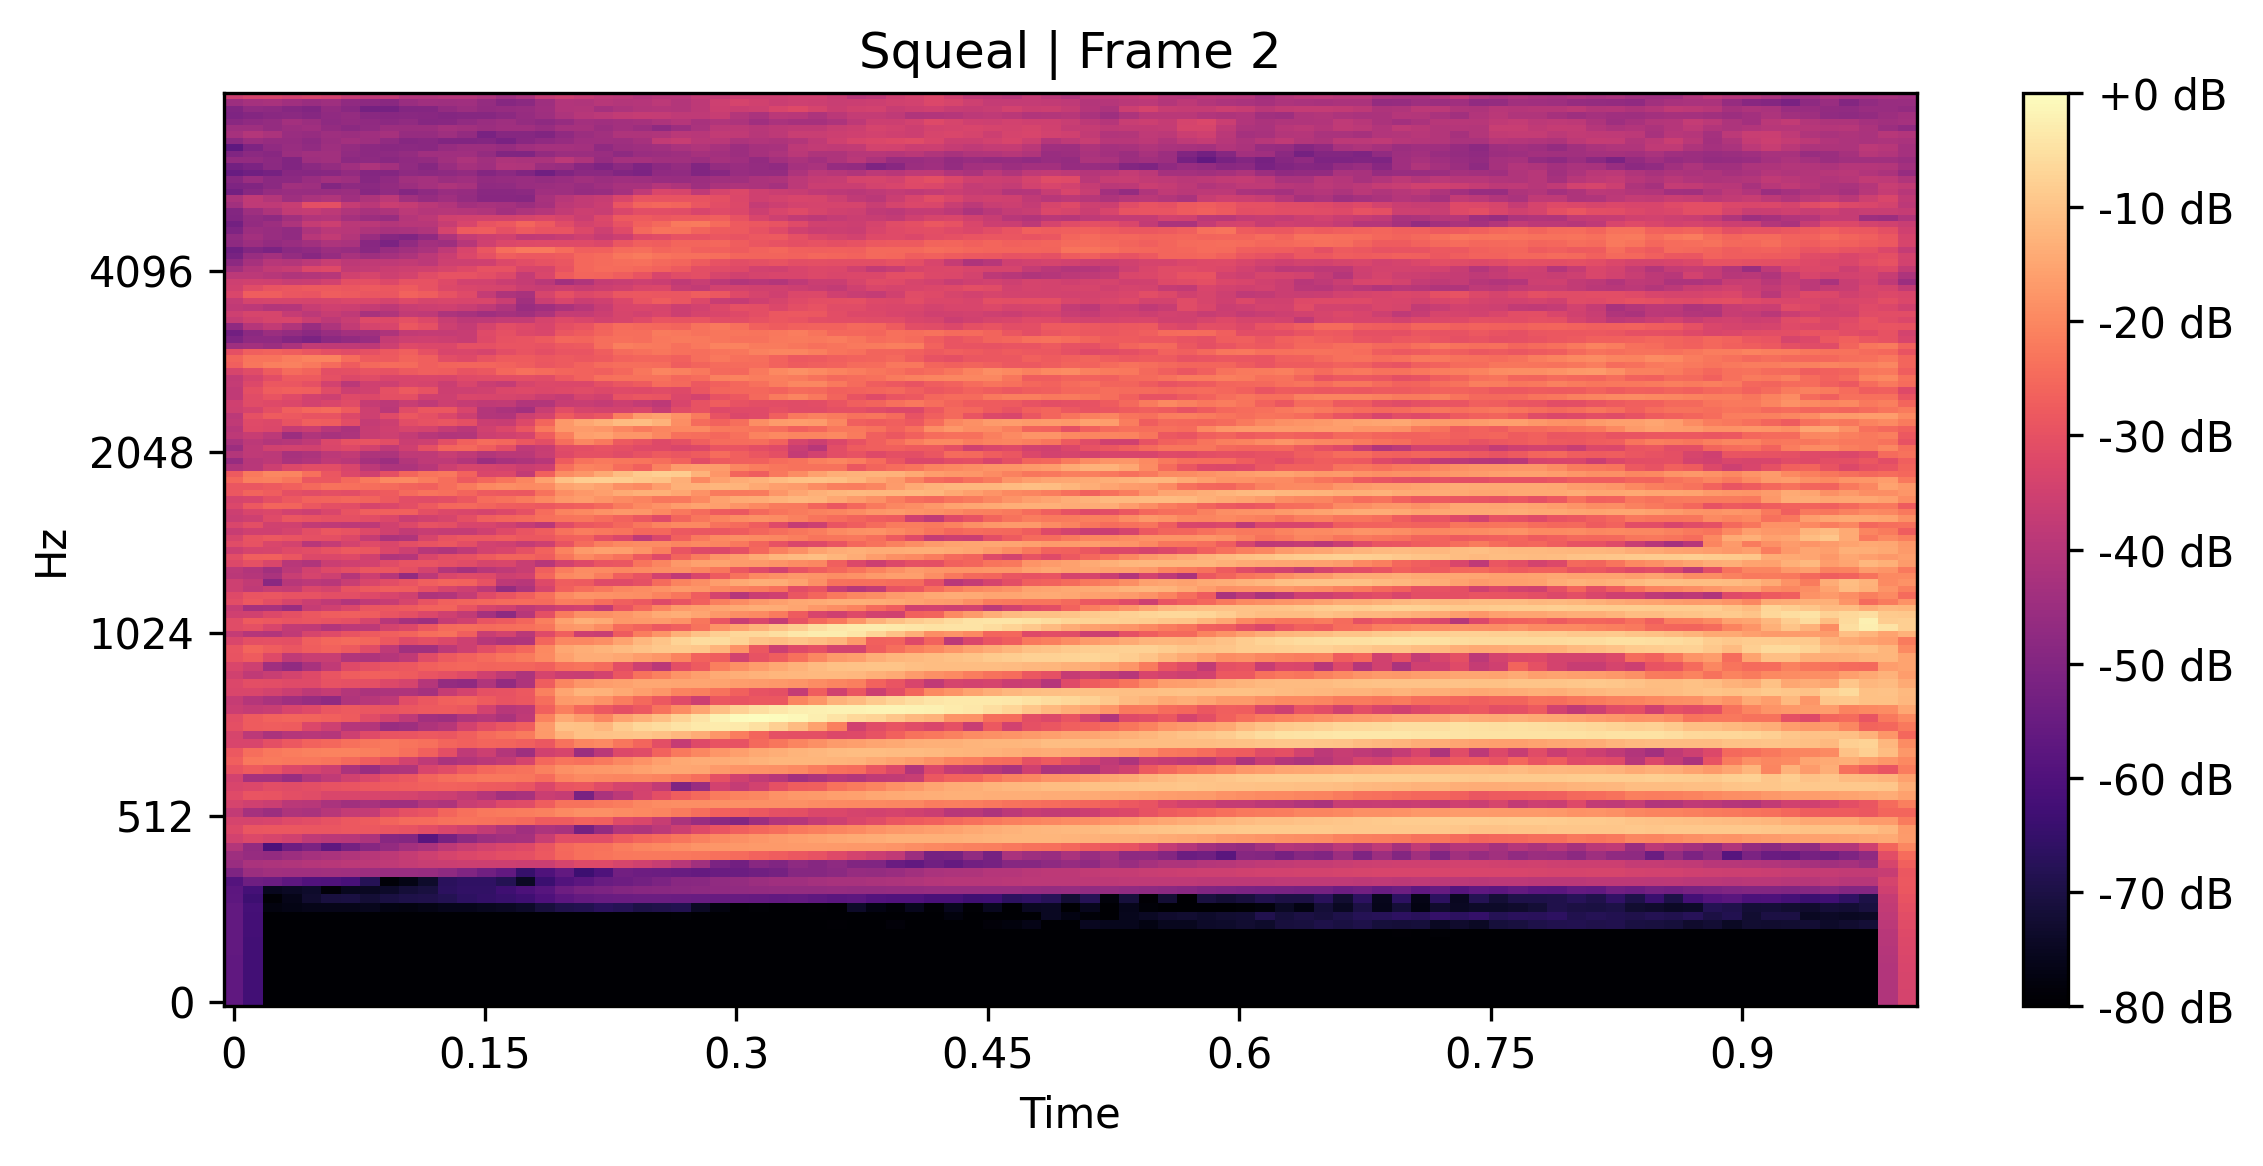 Squeal | Frame 2
Hz
4096
2048
1024
512
0
0 0.15 0.3 0.45 0.6 0.75 0.9
Time
+0 dB
-10 dB
-20 dB
-30 dB
-40 dB
-50 dB
-60 dB
-70 dB
-80 dB